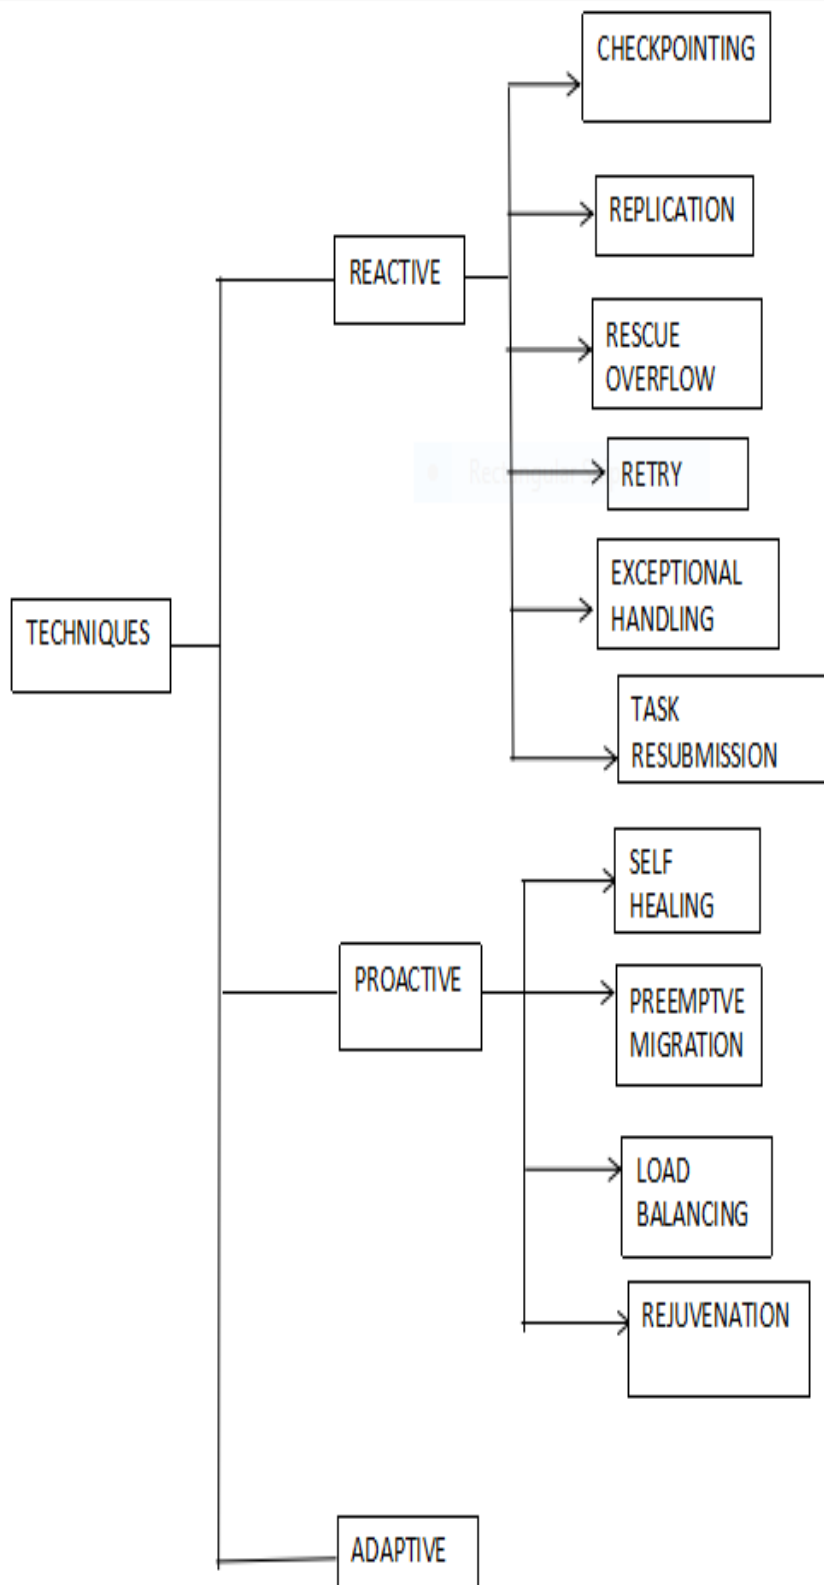 CHECKPOINTING
REPLICATION
REACTIVE
RESCUE
OVERFLOW
RETRY
EXCEPTIONAL
HANDLING
TECHNIQUES
TASK
RESUBMISSION
SELF
HEALING
PROACTIVE
PREEMPTVE
MIGRATION
LOAD
BALANCING
REJUVENATION
ADAPTIVE